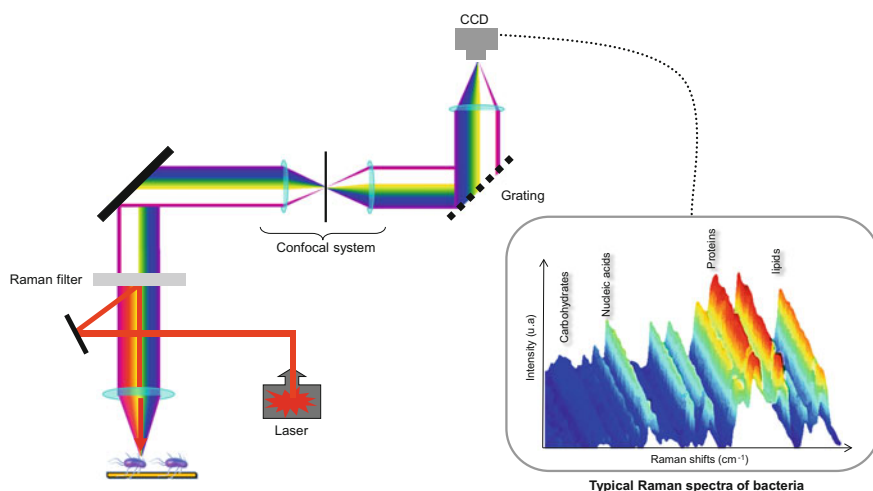 CCD
Grating
Confocal system
Raman filter
Laser
Carbohydrates
Nucleic acids
Proteins
lipids
Intensity (u.a)
Raman shifts (cm⁻¹)
Typical Raman spectra of bacteria